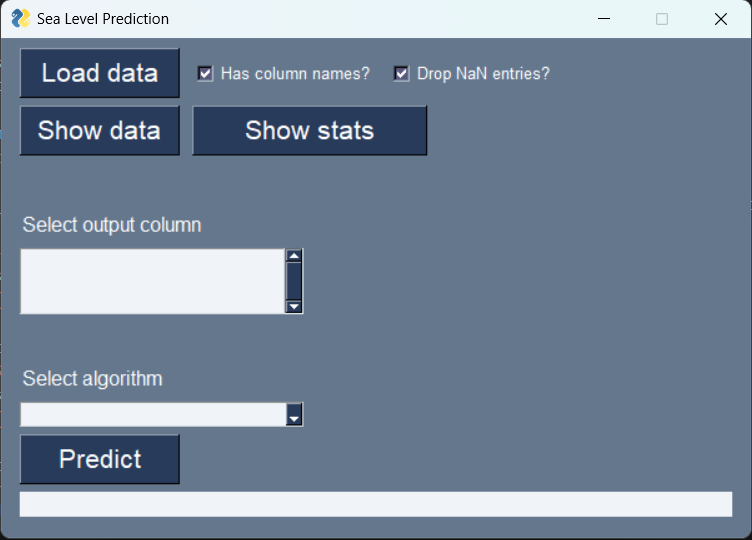 Sea Level Prediction
Load data
Has column names?
Drop NaN entries?
Show data
Show stats
Select output column
Select algorithm
Predict